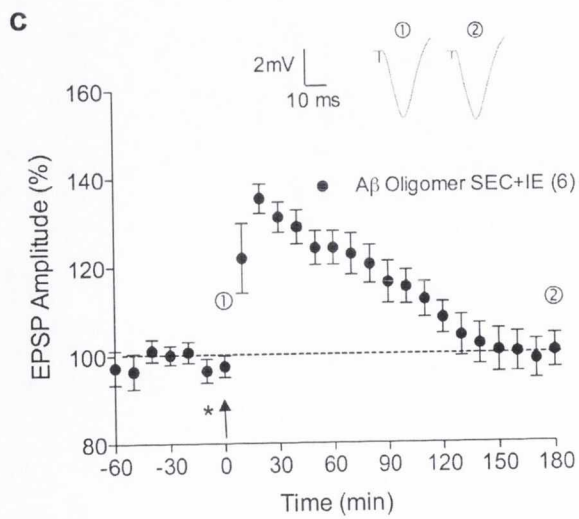 C
① ②
2mV
10 ms
Aβ Oligomer SEC+IE (6)
EPSP Amplitude (%)
160
140
120
100
80
① ②
*
-60 -30 0 30 60 90 120 150 180
Time (min)